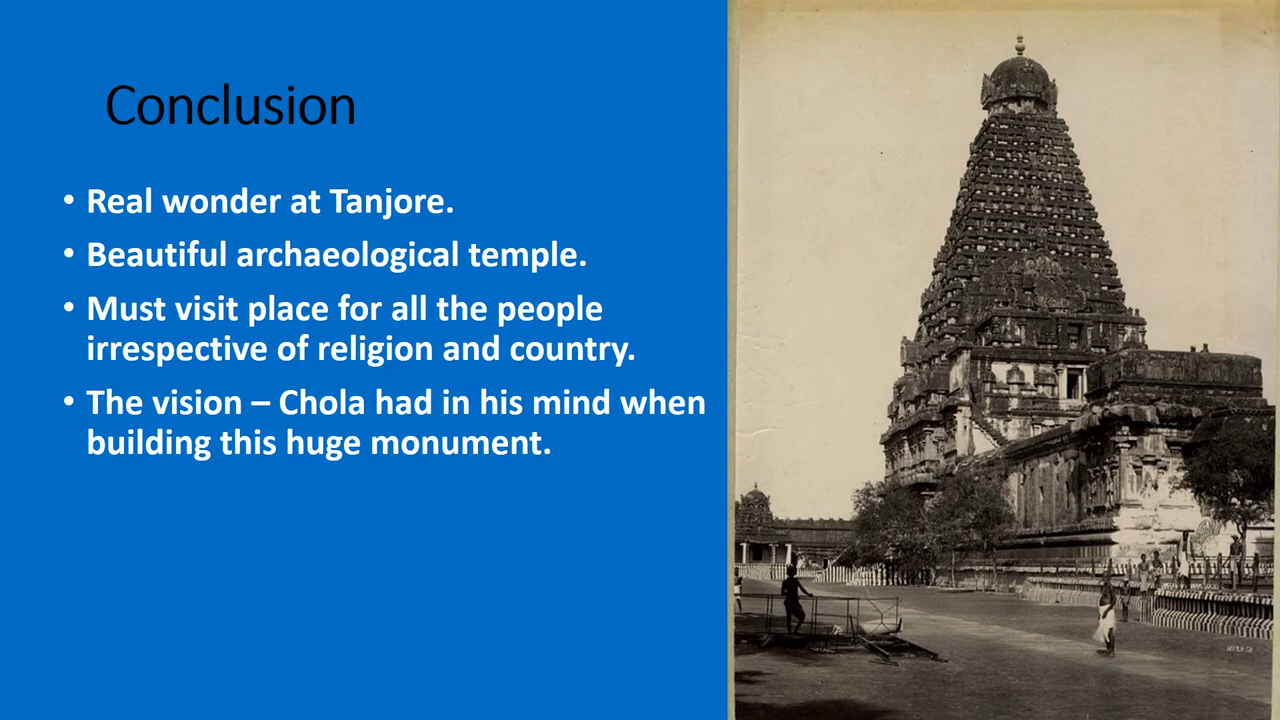 Conclusion
• Real wonder at Tanjore.
• Beautiful archaeological temple.
• Must visit place for all the people
irrespective of religion and country.
• The vision – Chola had in his mind when
building this huge monument.